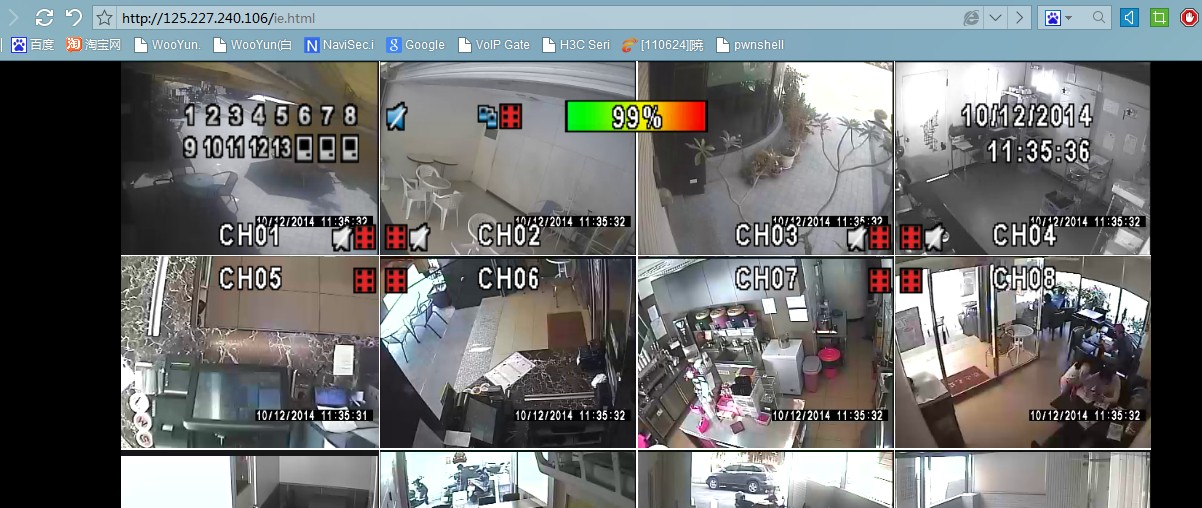 http://125.227.240.106/ie.html
百度 淘宝网 WooYun. WooYun(白 NaviSec.i Google VoIP Gate H3C Seri [110624]曉 pwnshell
1 2 3 4 5 6 7 8
9 10 11 12 13
99%
10/12/2014
11:35:36
10/12/2014 11:35:32
10/12/2014 11:35:32
10/12/2014 11:35:32
10/12/2014 11:35:32
CH01
CH02
CH03
CH04
CH05
CH06
CH07
CH08
10/12/2014 11:35:31
10/12/2014 11:35:32
10/12/2014 11:35:32
10/12/2014 11:35:32